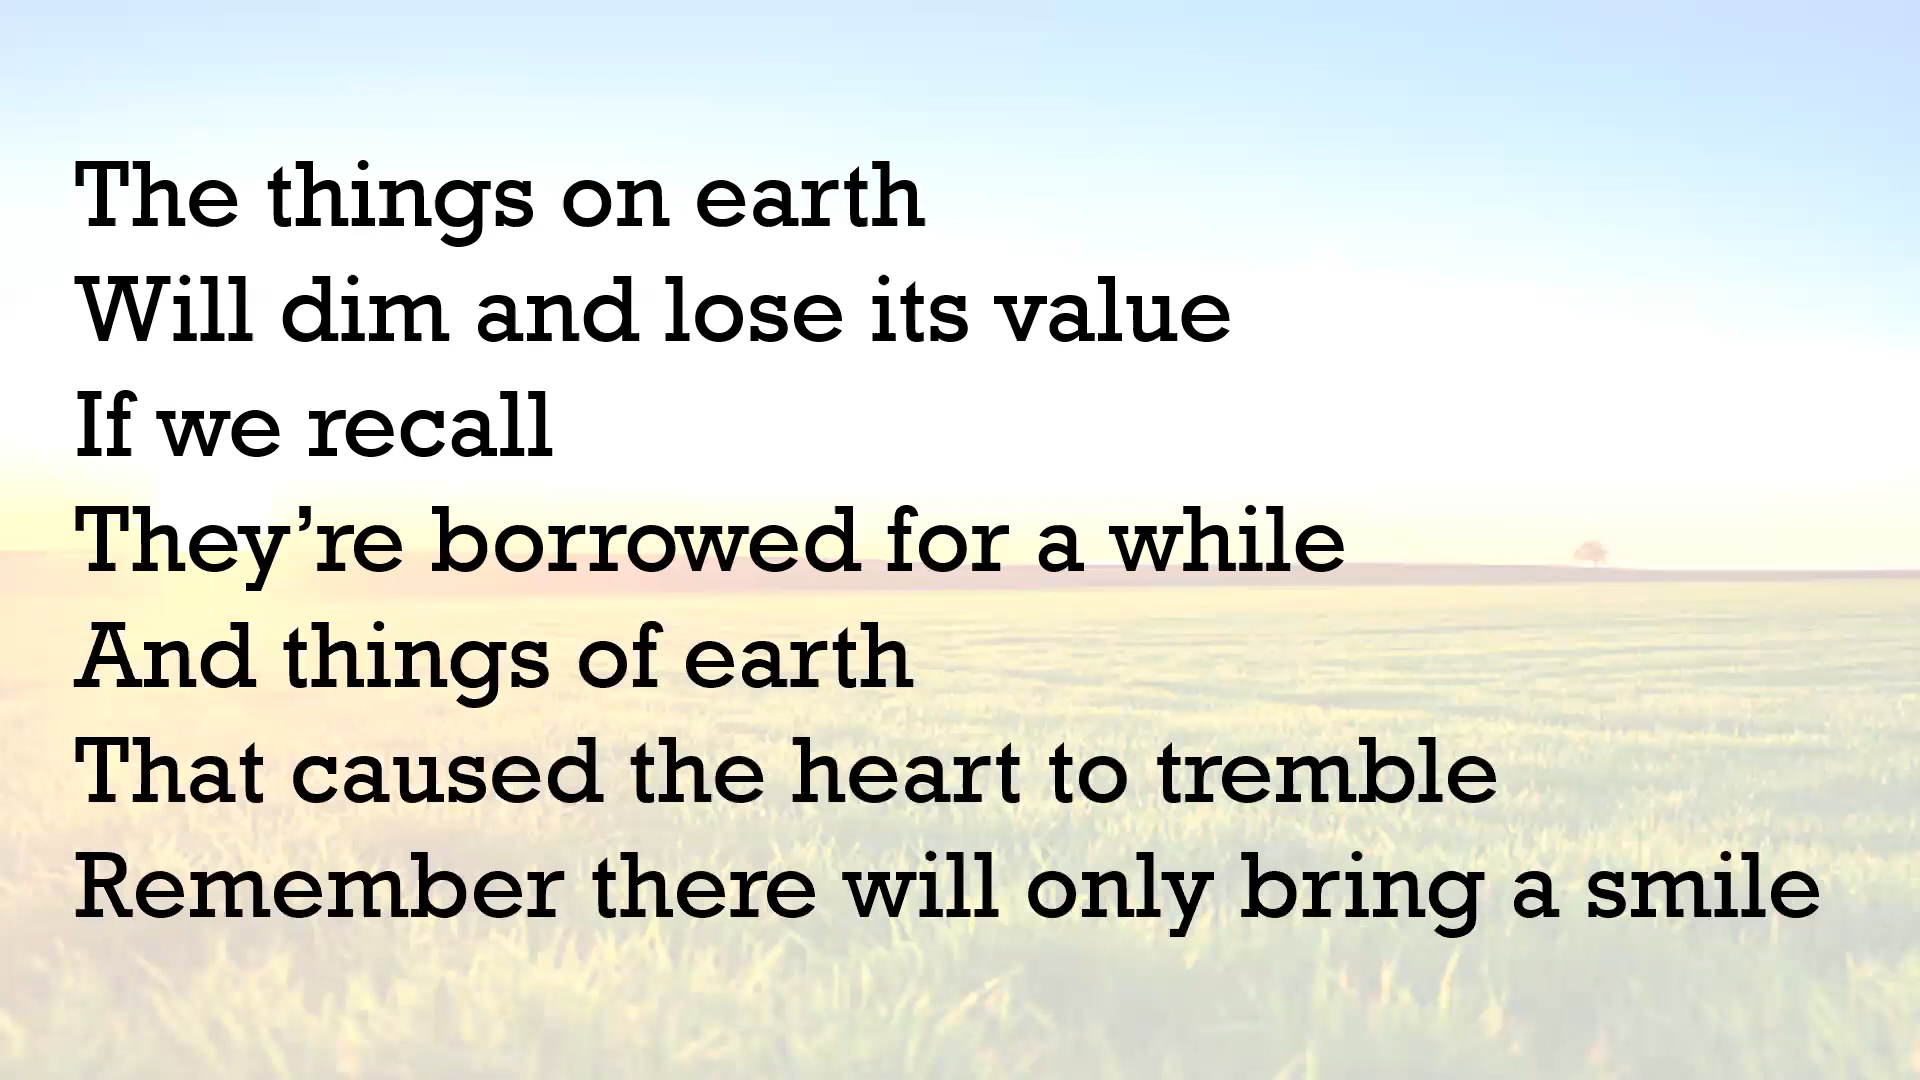 The things on earth
Will dim and lose its value
If we recall
They’re borrowed for a while
And things of earth
That caused the heart to tremble
Remember there will only bring a smile